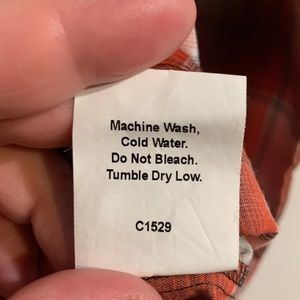 Machine Wash,
Cold Water.
Do Not Bleach.
Tumble Dry Low.
C1529